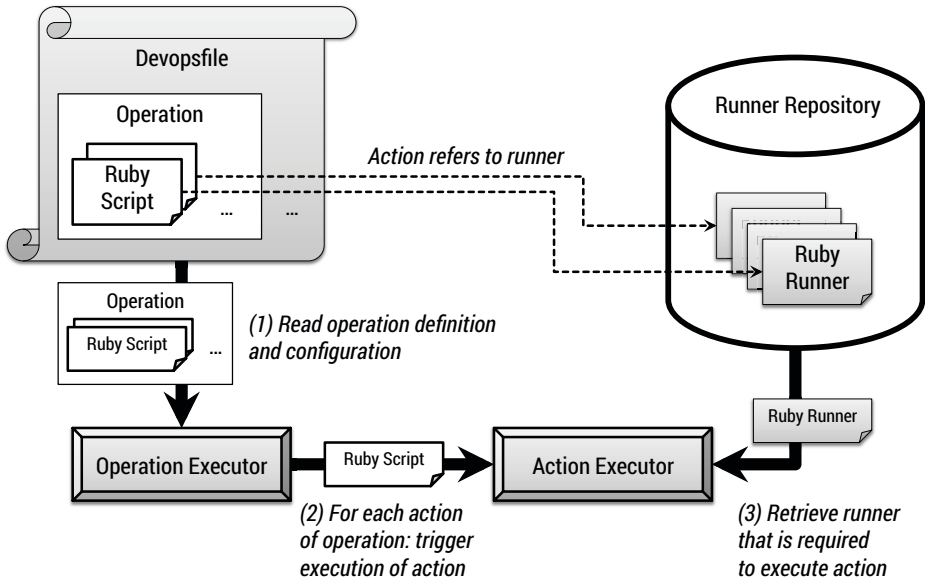 Devopsfile
Operation
Ruby
Script
...
...
Action refers to runner
Runner Repository
Ruby
Runner
Operation
Ruby Script
...
(1) Read operation definition
and configuration
Ruby Runner
Operation Executor
Ruby Script
Action Executor
(2) For each action
of operation: trigger
execution of action
(3) Retrieve runner
that is required
to execute action